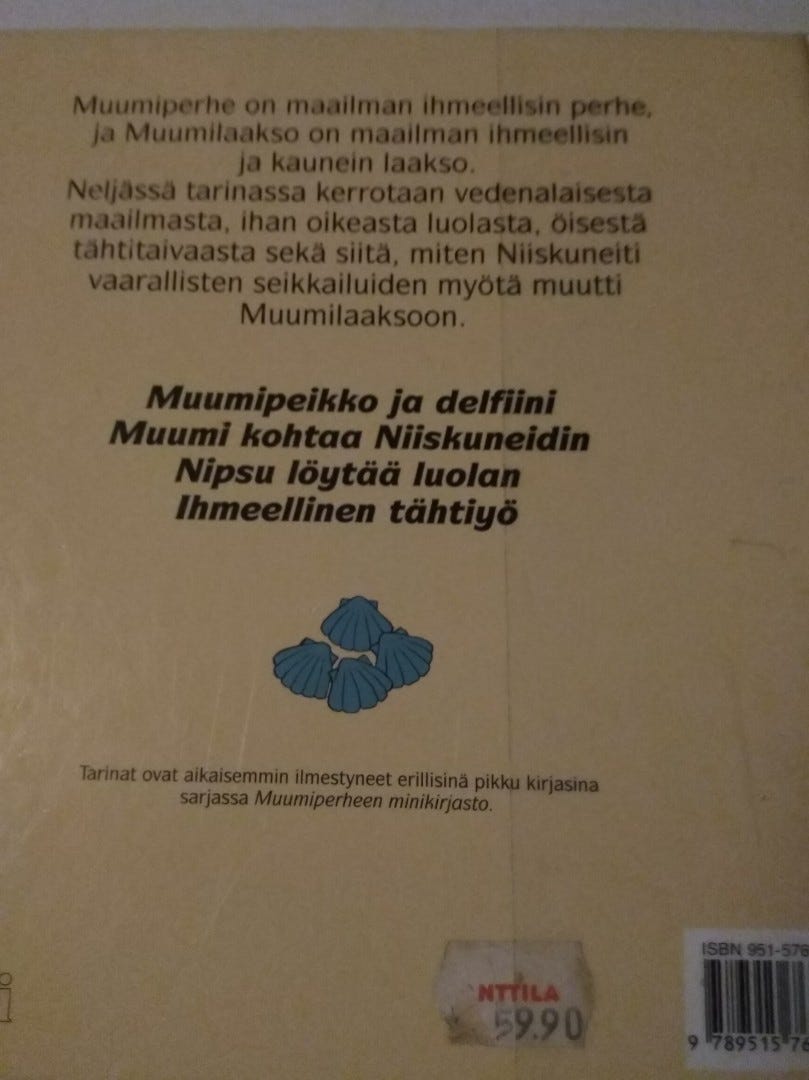 Muumiperhe on maailman ihmeellisin perhe,
ja Muumilaakso on maailman ihmeellisin
ja kaunein laakso.
Neljässä tarinassa kerrotaan vedenalaisesta
maailmasta, ihan oikeasta luolasta, öisestä
tähtitaivaasta sekä siitä, miten Niiskuneiti
vaarallisten seikkailuiden myötä muutti
Muumilaaksoon.
Muumipeikko ja delfiini
Muumi kohtaa Niiskuneidin
Nipsu löytää luolan
Ihmeellinen tähtiyö
Tarinat ovat aikaisemmin ilmestyneet erillisinä pikku kirjasina
sarjassa Muumiperheen minikirjasto.
NTTILA
59.90
ISBN 951-576
9 789515 76